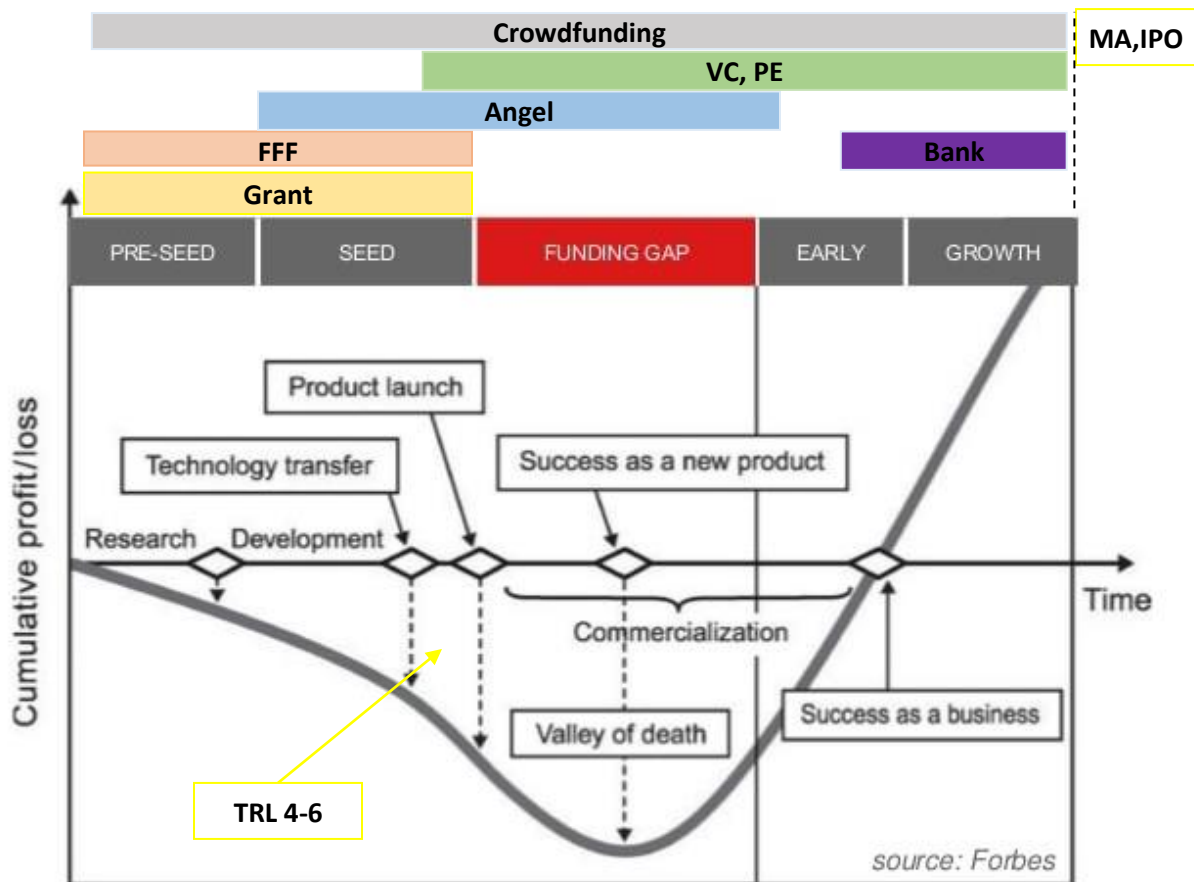 Crowdfunding
MA,IPO
VC, PE
Angel
FFF
Bank
Grant
PRE-SEED
SEED
FUNDING GAP
EARLY
GROWTH
Product launch
Technology transfer
Success as a new product
Research
Development
Time
Commercialization
Cumulative profit/loss
Valley of death
Success as a business
TRL 4-6
source: Forbes